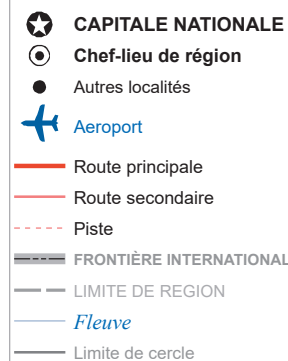 CAPITALE NATIONALE
Chef-lieu de région
Autres localités
Aeroport
Route principale
Route secondaire
Piste
FRONTIÈRE INTERNATIONAL
LIMITE DE REGION
Fleuve
Limite de cercle